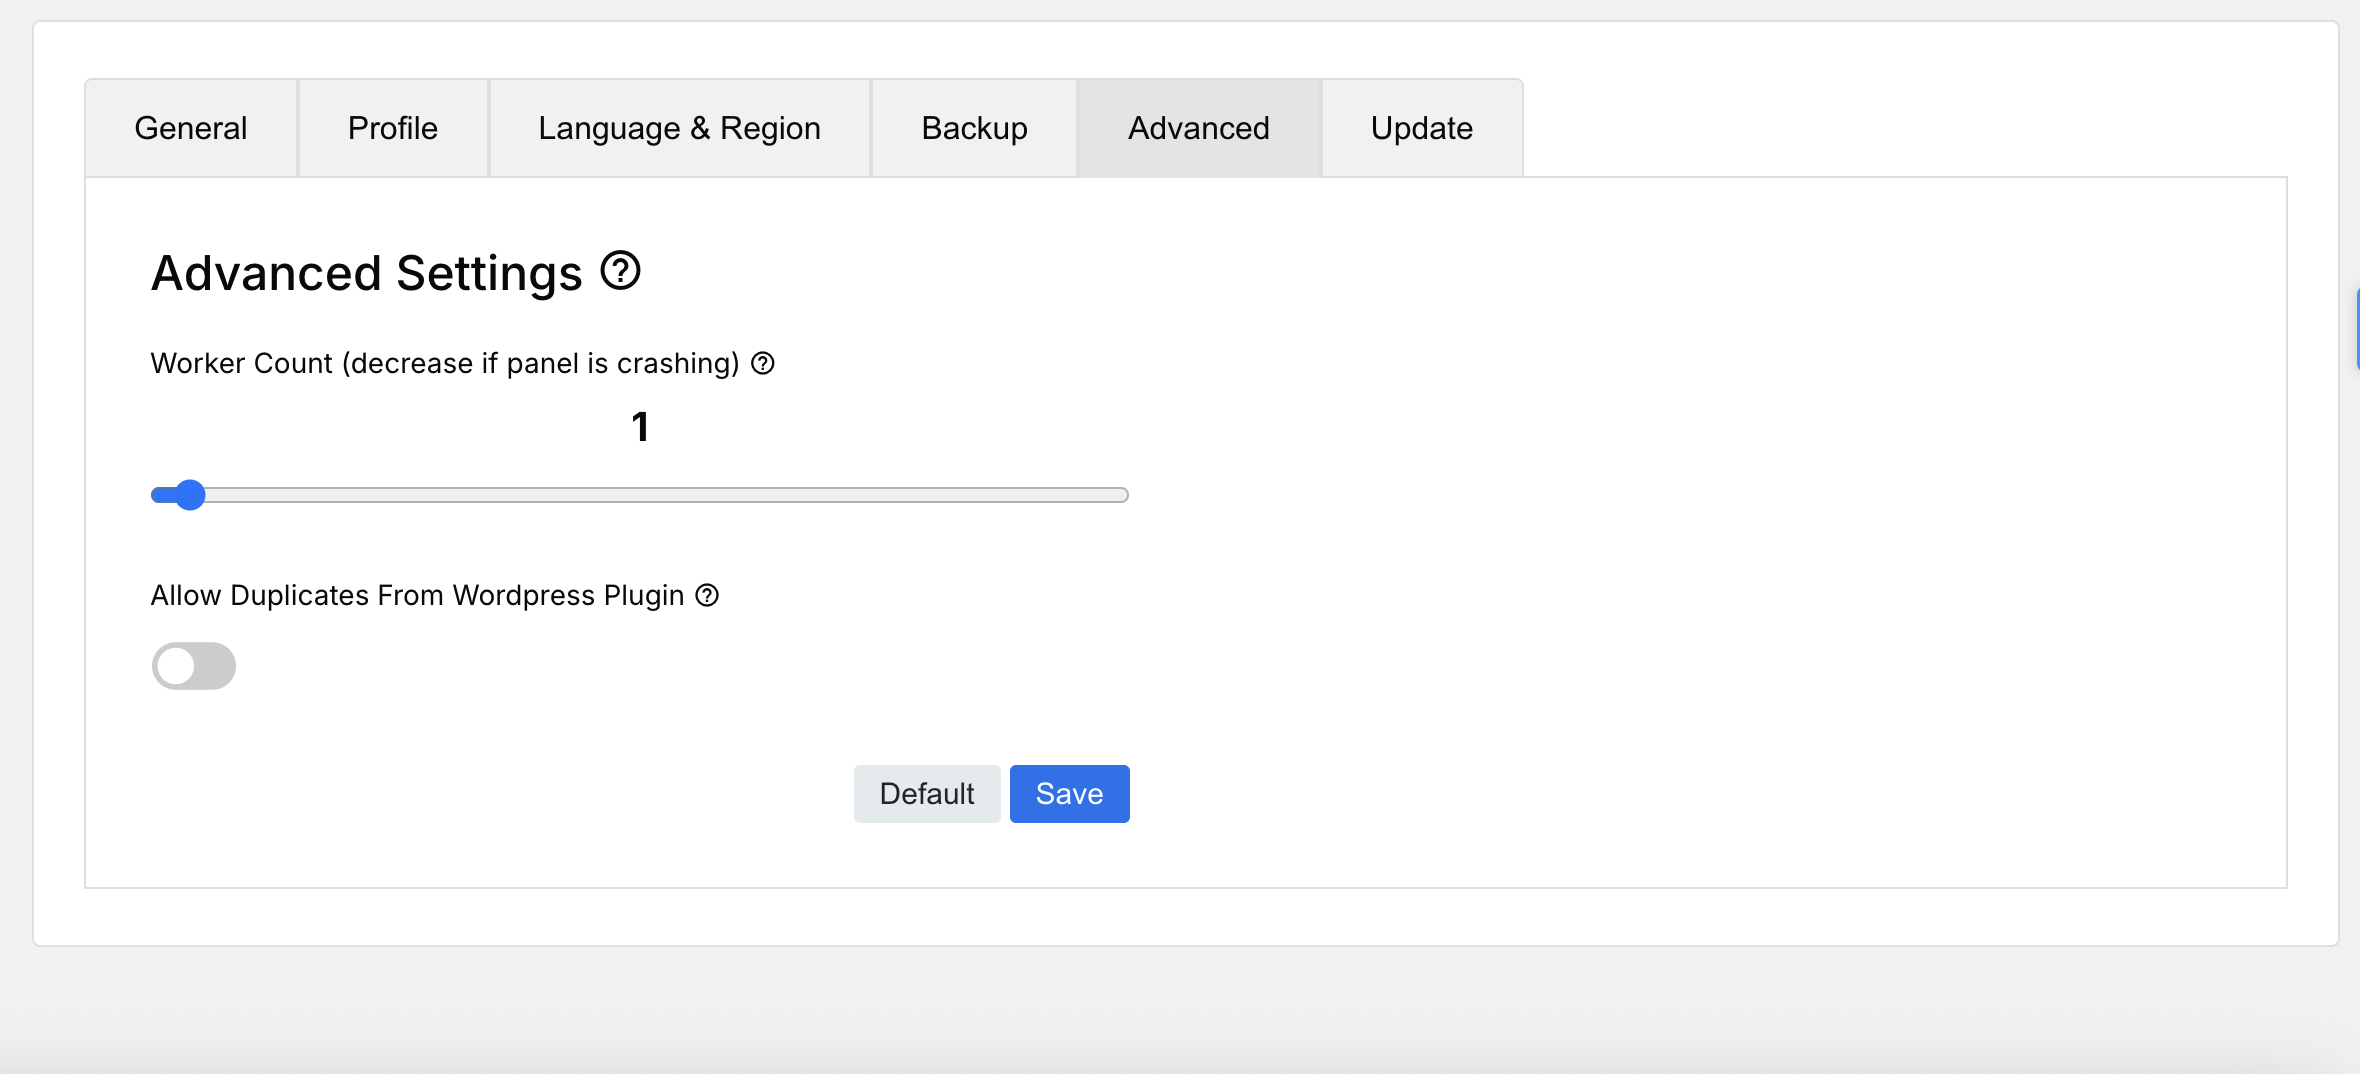 General Profile Language & Region Backup Advanced Update
Advanced Settings
Worker Count (decrease if panel is crashing)
1
Allow Duplicates From Wordpress Plugin
Default Save